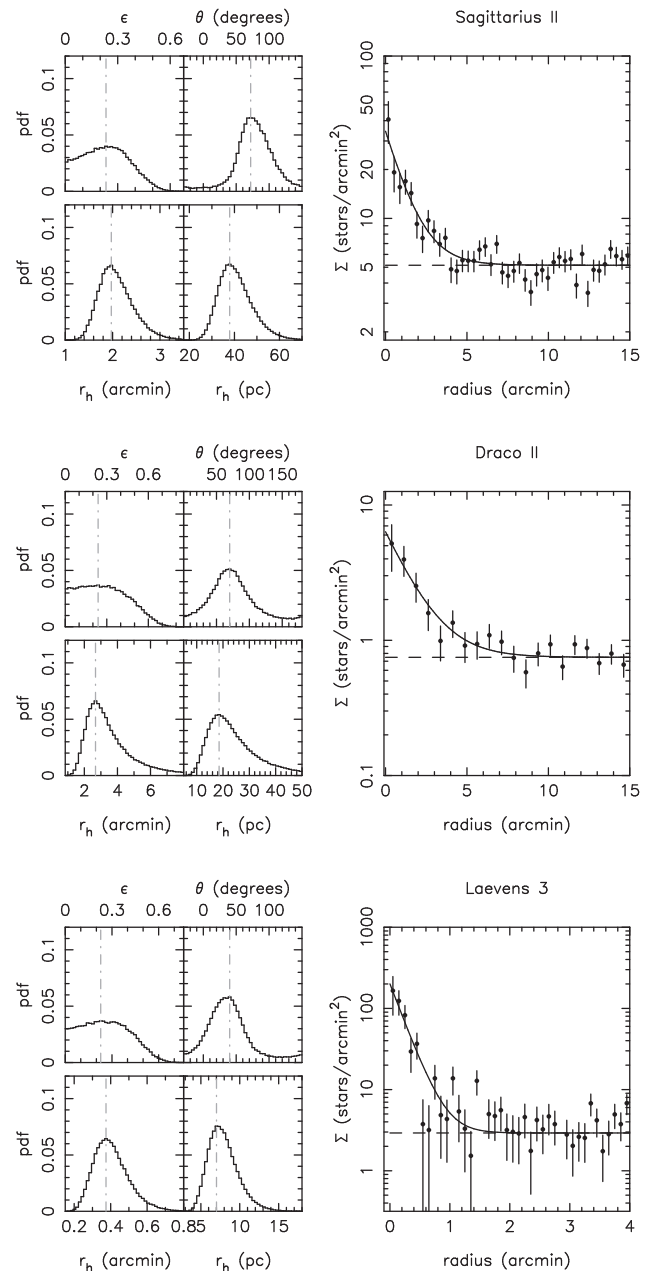 ε
θ (degrees)
Sagittarius II
0 0.3 0.6
0 50 100
pdf
0 0.05 0.1
pdf
0 0.05 0.1
1 2 3
20 40 60
r_h (arcmin)
r_h (pc)
Σ (stars/arcmin²)
2 5 10 20 50 100
0 5 10 15
radius (arcmin)
ε
θ (degrees)
Draco II
0 0.3 0.6
50 100 150
pdf
0 0.05 0.1
pdf
0 0.05 0.1
2 4 6
10 20 30 40 50
r_h (arcmin)
r_h (pc)
Σ (stars/arcmin²)
0.1 1 10
0 5 10 15
radius (arcmin)
ε
θ (degrees)
Laevens 3
0 0.3 0.6
0 50 100
pdf
0 0.05 0.1
pdf
0 0.05 0.1
0.2 0.4 0.6 0.8
5 10 15
r_h (arcmin)
r_h (pc)
Σ (stars/arcmin²)
1 10 100 1000
0 1 2 3 4
radius (arcmin)